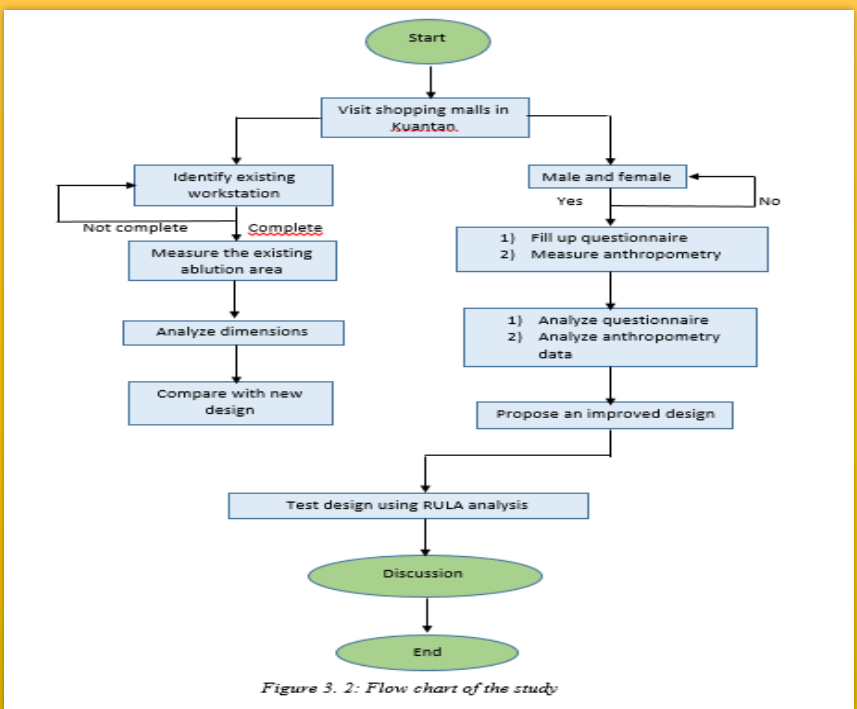 Start
Visit shopping malls in
Kuantan.
Identify existing
workstation
Male and female
Yes
No
Not complete
Complete
Measure the existing
ablution area
1) Fill up questionnaire
2) Measure anthropometry
Analyze dimensions
1) Analyze questionnaire
2) Analyze anthropometry
data
Compare with new
design
Propose an improved design
Test design using RULA analysis
Discussion
End
Figure 3. 2: Flow chart of the study